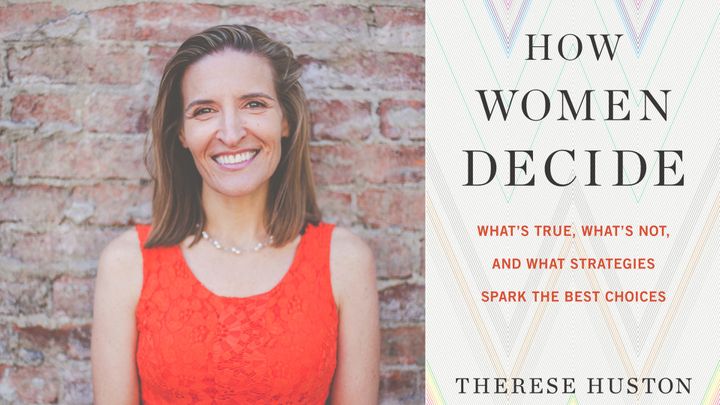 HOW
WOMEN
DECIDE
WHAT'S TRUE, WHAT'S NOT,
AND WHAT STRATEGIES
SPARK THE BEST CHOICES
THERESE HUSTON